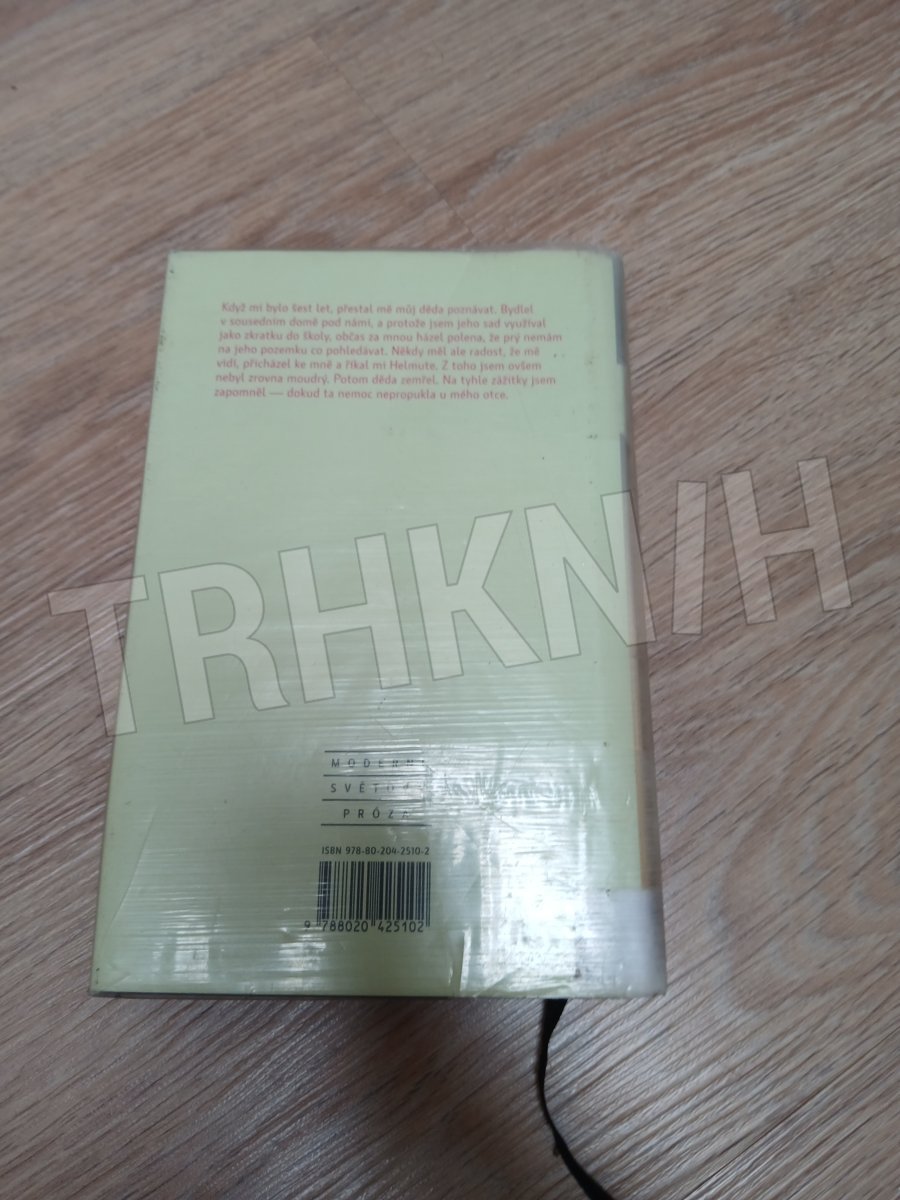 Když mi bylo šest let, přestal mě můj děda poznávat. Bydlel
v sousedním domě pod námi, a protože jsem jeho sad využíval
jako zkratku do školy, občas za mnou házel polena, že prý nemám
na jeho pozemku co pohledávat. Někdy měl ale radost, že mě
vidí, přicházel ke mně a říkal mi Helmute. Z toho jsem ovšem
nebyl zrovna moudrý. Potom děda zemřel. Na tyhle zážitky jsem
zapomněl — dokud ta nemoc nepropukla u mého otce.
TRHKNIH
MODERNÍ
SVĚTOVÁ
PRÓZA
ISBN 978-80-204-2510-2
9 788020 425102